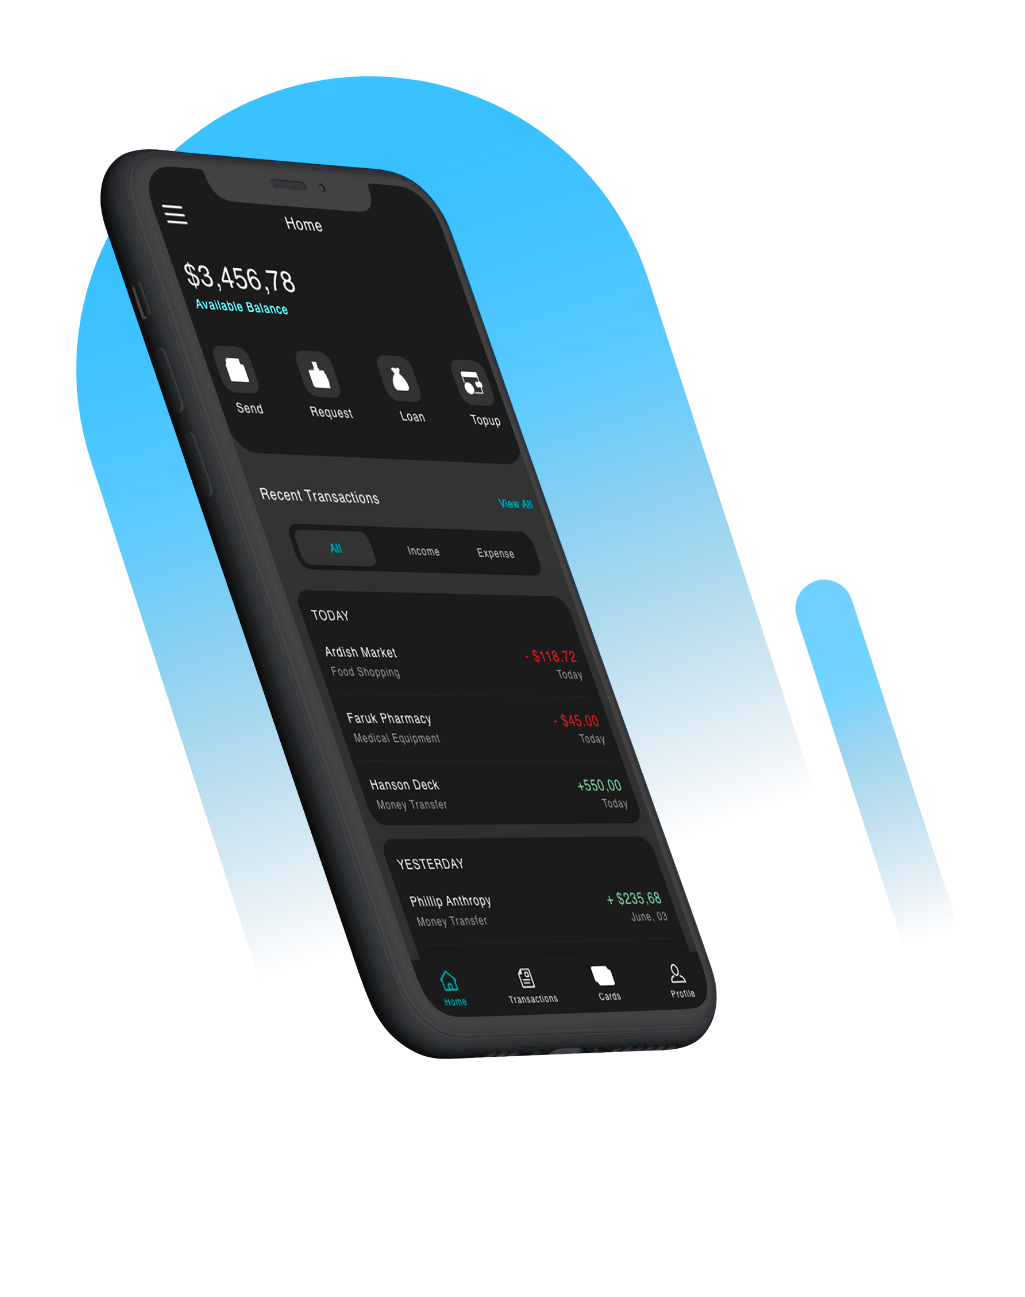 Home
$3,456,78
Available Balance
Send Request Loan Topup
Recent Transactions View All
All Income Expense
TODAY
Ardish Market - $118.72
Food Shopping Today
Faruk Pharmacy - $45.00
Medical Equipment Today
Hanson Deck +550,00
Money Transfer Today
YESTERDAY
Phillip Anthropy + $235,68
Money Transfer June, 03
Home Transactions Cards Profile